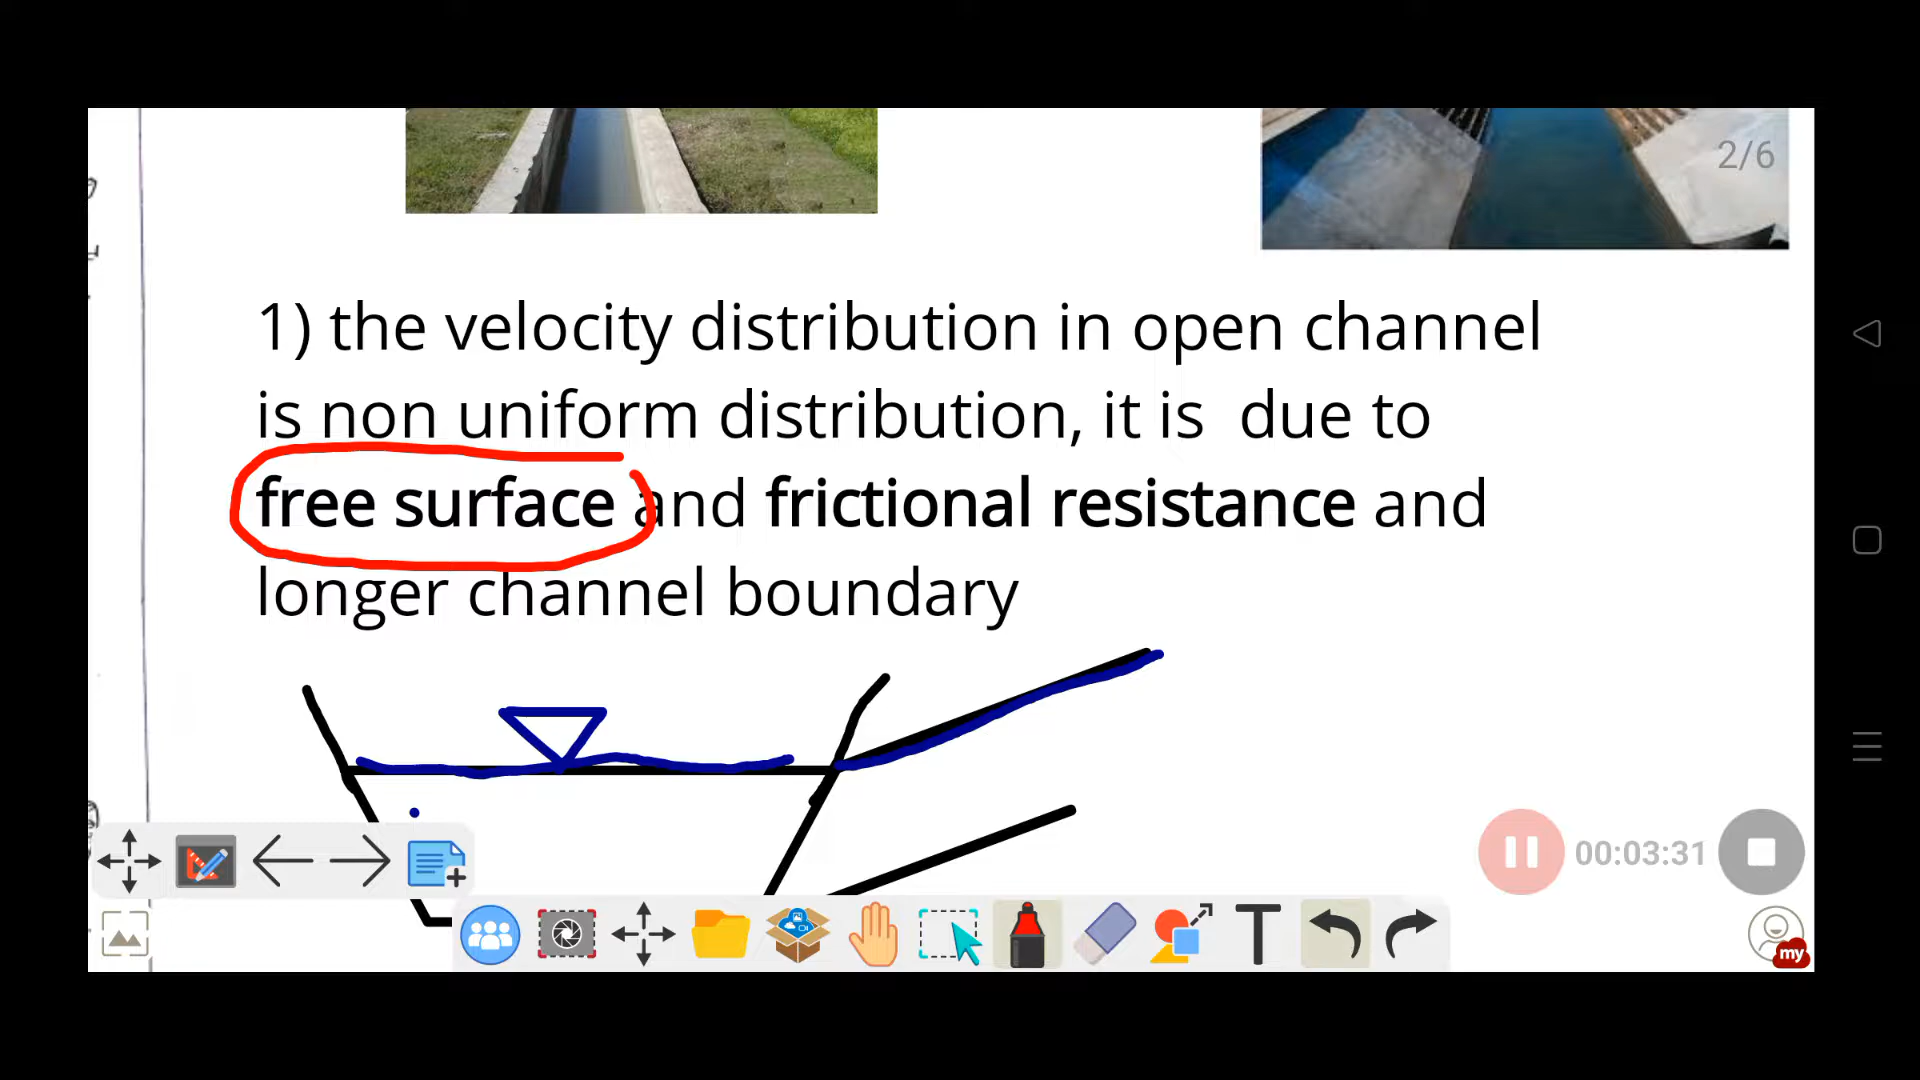 2/6
1) the velocity distribution in open channel
is non uniform distribution, it is due to
free surface and frictional resistance and
longer channel boundary
00:03:31
T
my